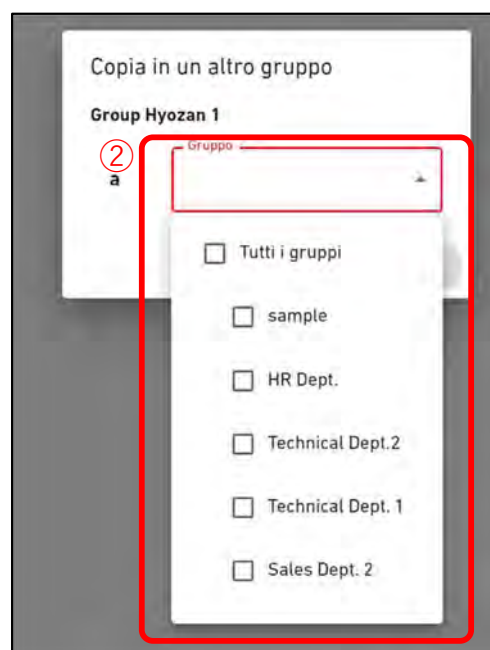 Copia in un altro gruppo
Group Hyozan 1
Gruppo
②
a
Tutti i gruppi
sample
HR Dept.
Technical Dept.2
Technical Dept. 1
Sales Dept. 2